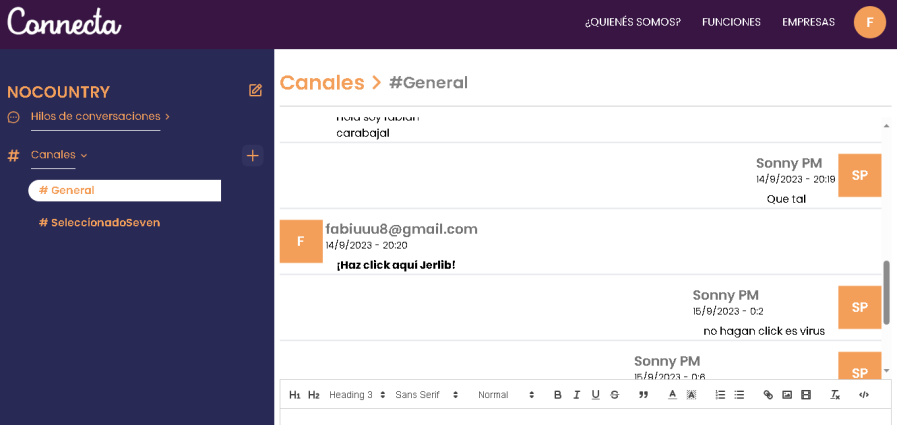 Connecta
¿QUIENÉS SOMOS?
FUNCIONES
EMPRESAS
F
NOCOUNTRY
Hilos de conversaciones
# Canales
# General
# SeleccionadoSeven
Canales > #General
hola soy fabian
carabajal
Sonny PM
14/9/2023 - 20:19
SP
Que tal
F
fabiuuu8@gmail.com
14/9/2023 - 20:20
¡Haz click aquí Jerlib!
Sonny PM
15/9/2023 - 0:2
SP
no hagan click es virus
Sonny PM
15/9/2023 - 0:6
SP
H1 H2 Heading 3 Sans Serif Normal B I U S " A A </>